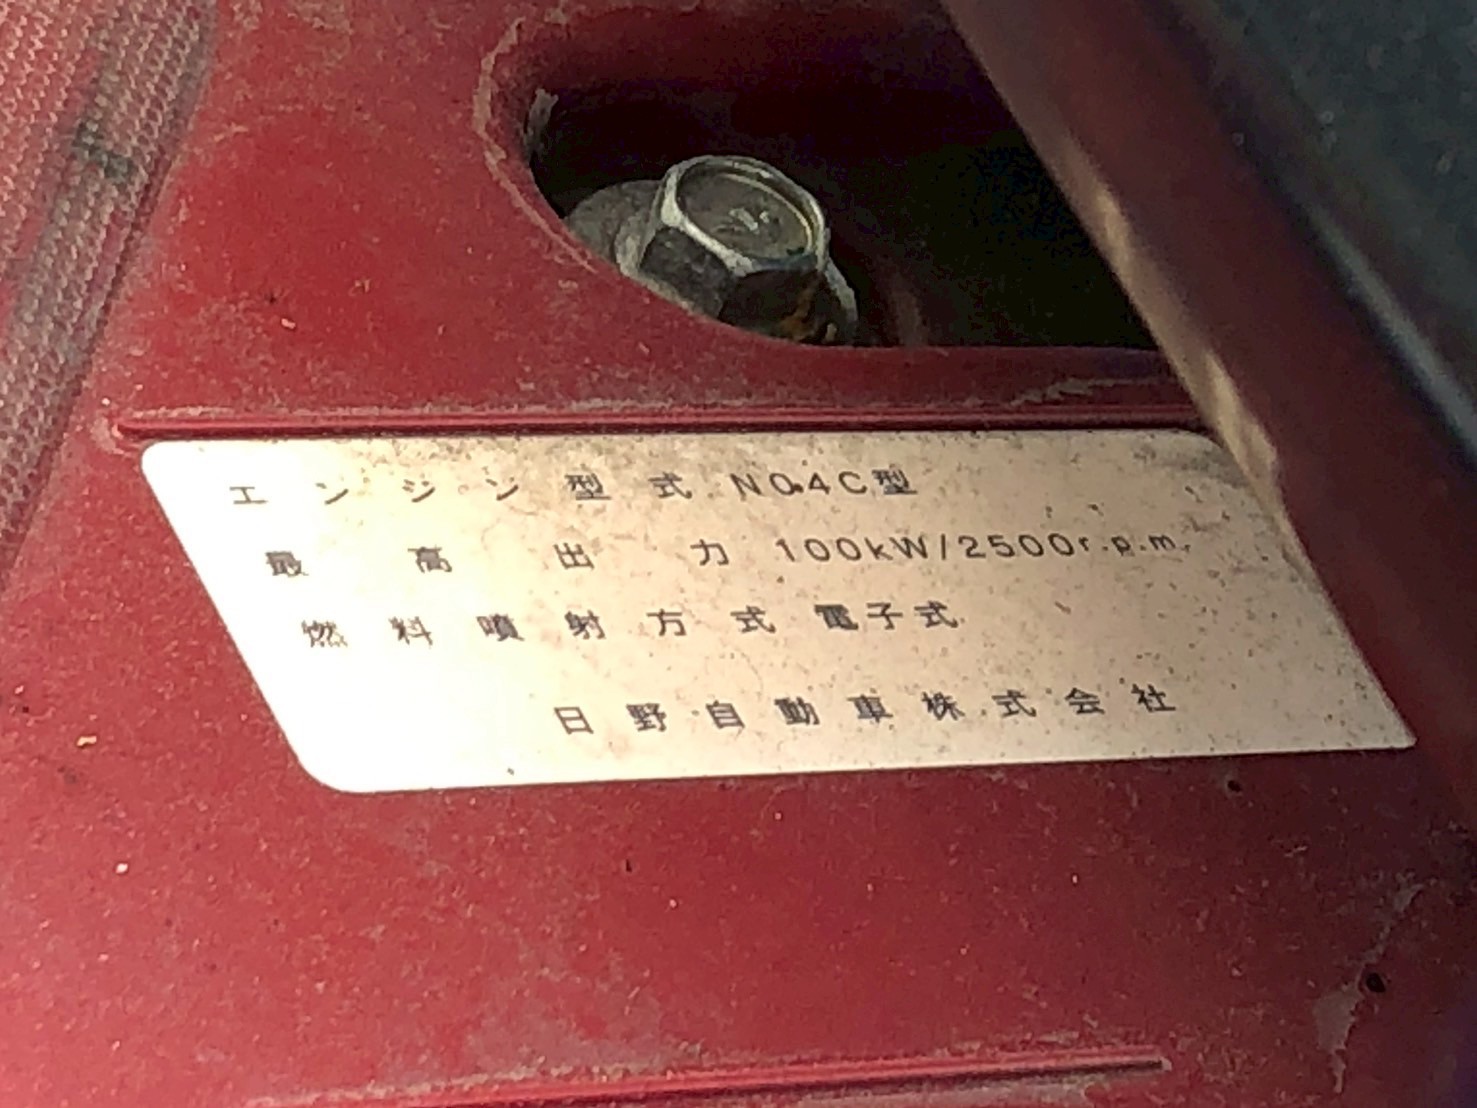 エンジン型式 N04C型
最高出力 100kW/2500r.p.m.
燃料噴射方式 電子式
日野自動車株式会社